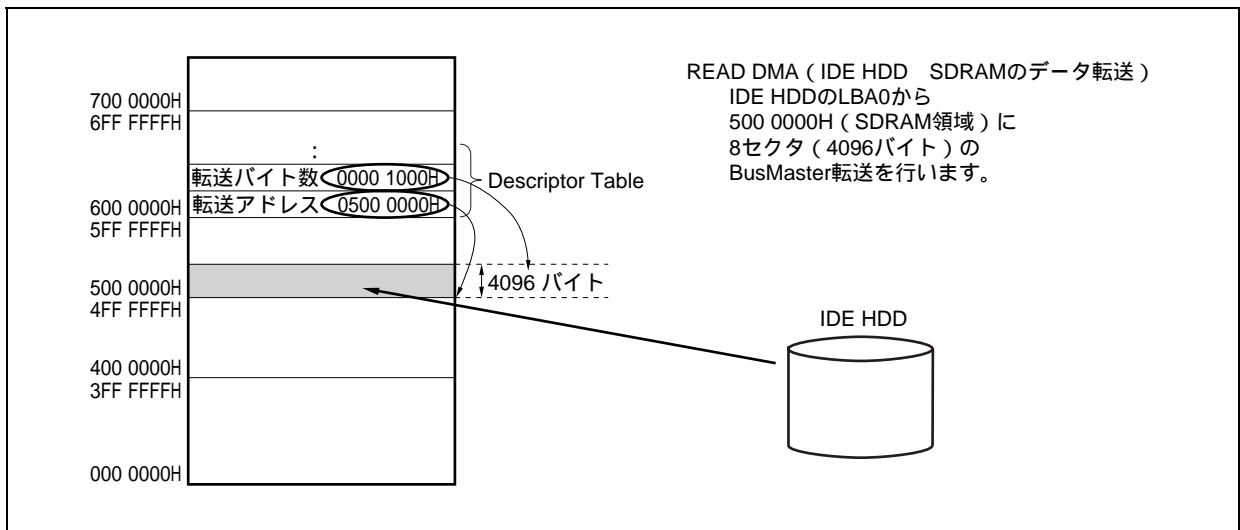 READ DMA ( IDE HDD SDRAMのデータ転送 )
IDE HDDのLBA0から
500 0000H ( SDRAM領域 ) に
8セクタ ( 4096バイト ) の
BusMaster転送を行います。
700 0000H
6FF FFFFH
:
転送バイト数 0000 1000H
Descriptor Table
600 0000H 転送アドレス 0500 0000H
5FF FFFFH
500 0000H
4096 バイト
4FF FFFFH
IDE HDD
400 0000H
3FF FFFFH
000 0000H